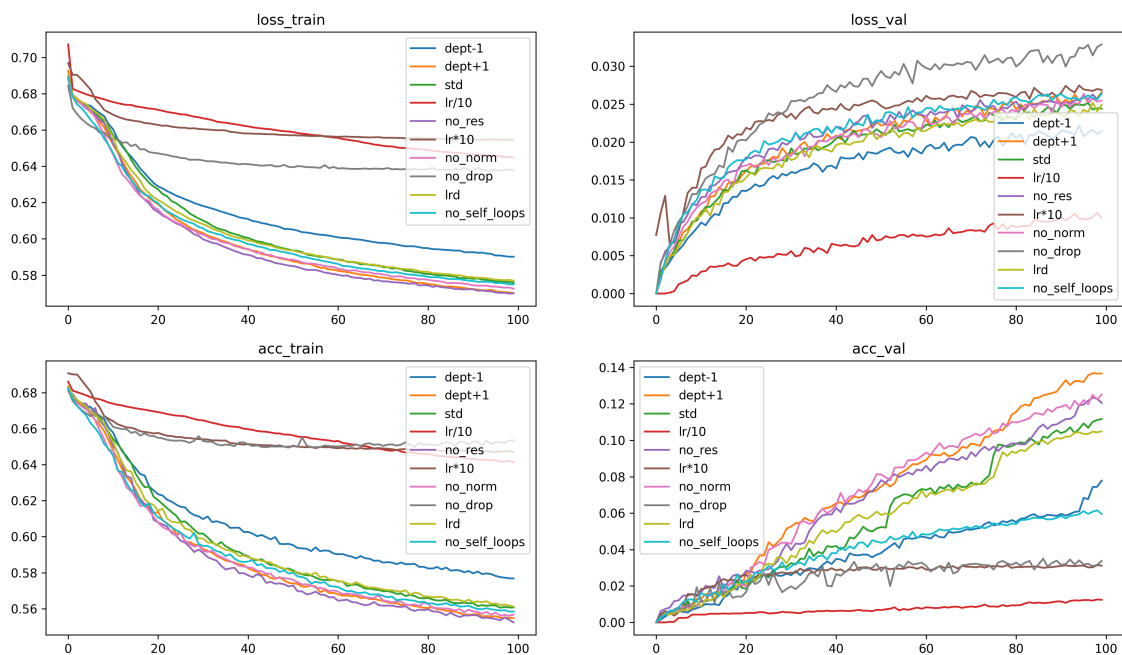 loss_train
0.70
0.68
0.66
0.64
0.62
0.60
0.58
0
20
40
60
80
100
dept-1
dept+1
std
lr/10
no_res
lr*10
no_norm
no_drop
lrd
no_self_loops
loss_val
0.030
0.025
0.020
0.015
0.010
0.005
0.000
0
20
40
60
80
100
dept-1
dept+1
std
lr/10
no_res
lr*10
no_norm
no_drop
lrd
no_self_loops
acc_train
0.68
0.66
0.64
0.62
0.60
0.58
0.56
0
20
40
60
80
100
dept-1
dept+1
std
lr/10
no_res
lr*10
no_norm
no_drop
lrd
no_self_loops
acc_val
0.14
0.12
0.10
0.08
0.06
0.04
0.02
0.00
0
20
40
60
80
100
dept-1
dept+1
std
lr/10
no_res
lr*10
no_norm
no_drop
lrd
no_self_loops